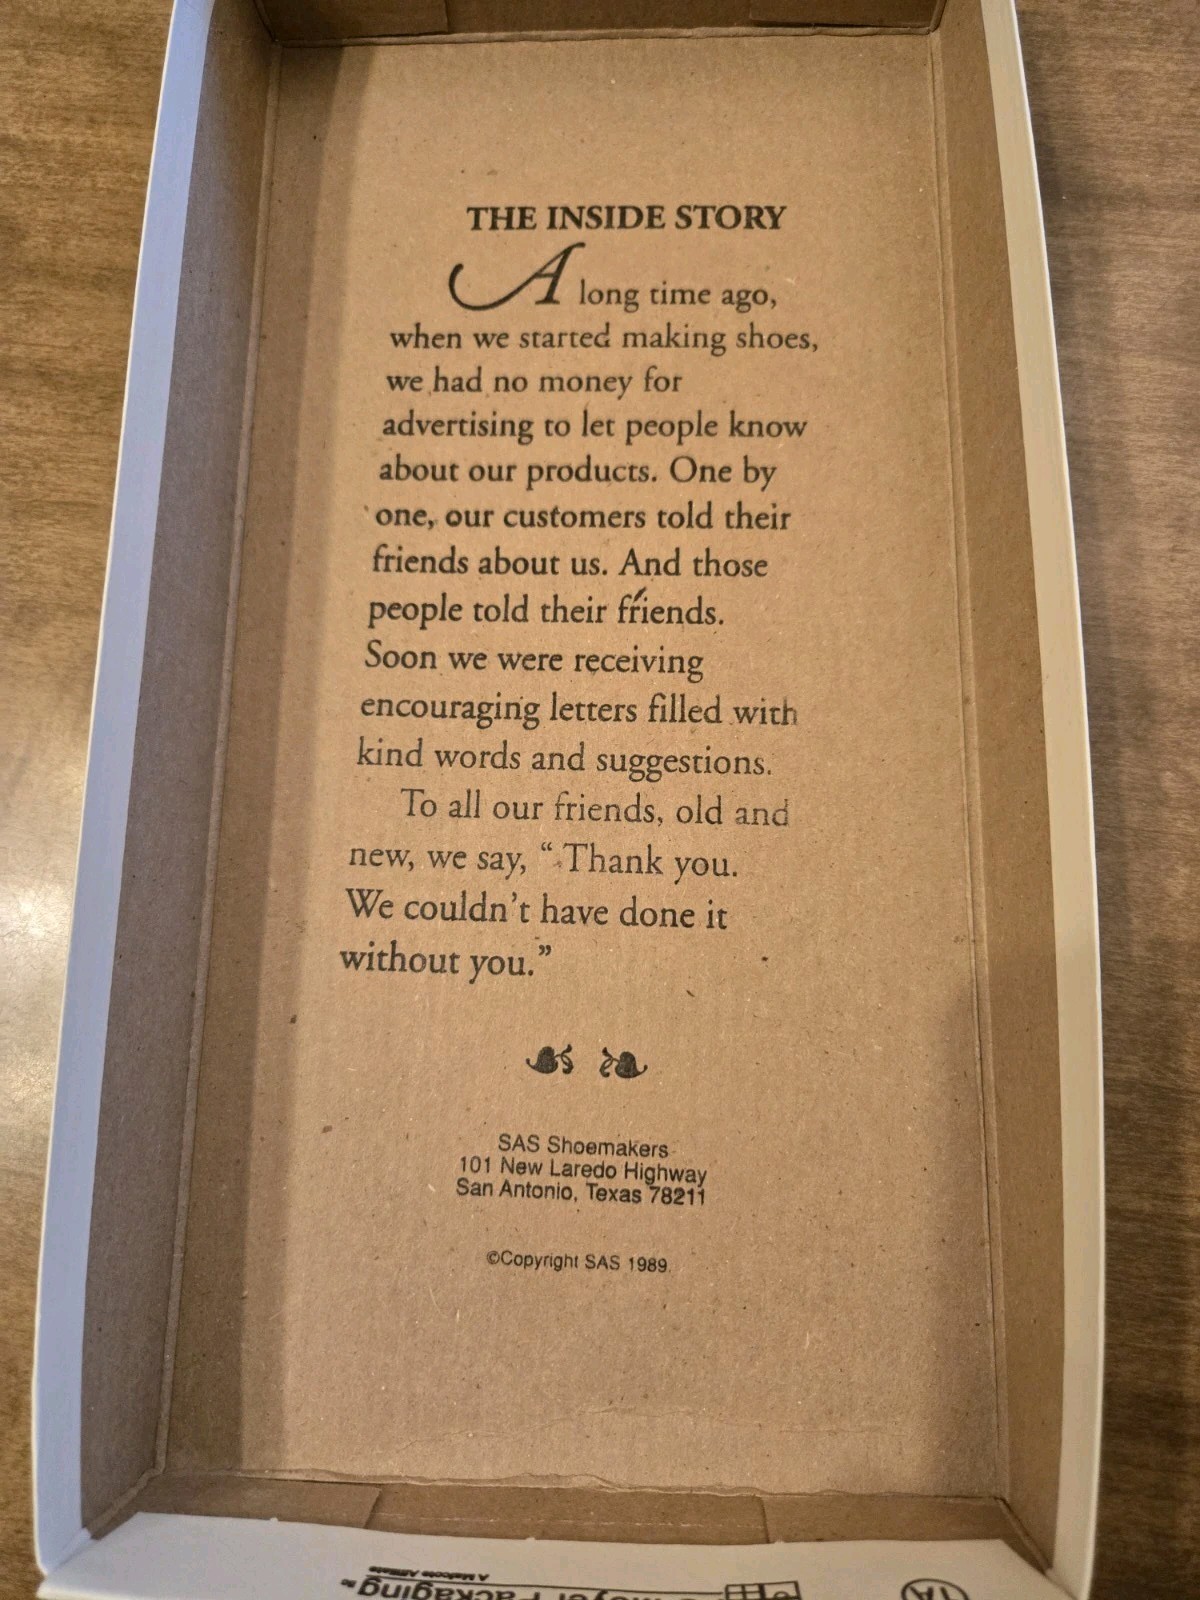 THE INSIDE STORY
A long time ago,
when we started making shoes,
we had no money for
advertising to let people know
about our products. One by
one, our customers told their
friends about us. And those
people told their friends.
Soon we were receiving
encouraging letters filled with
kind words and suggestions.
To all our friends, old and
new, we say, “ Thank you.
We couldn't have done it
without you.”
SAS Shoemakers
101 New Laredo Highway
San Antonio, Texas 78211
©Copyright SAS 1989
Packaging
A Malcote Affiliate
1A